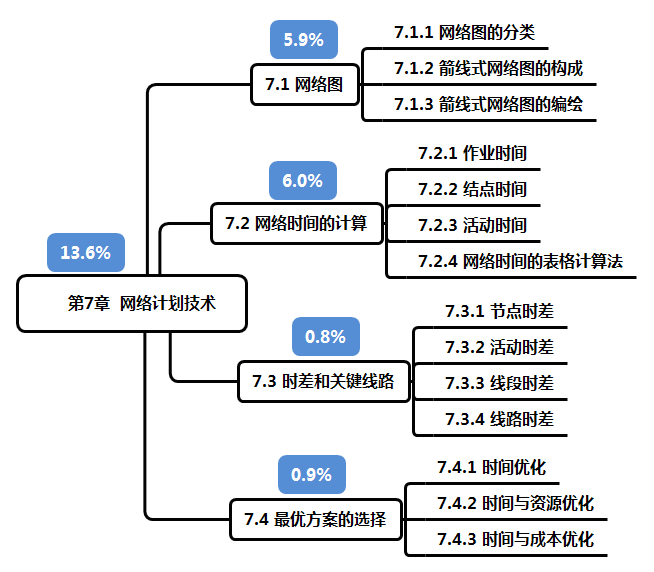 13.6%
第7章 网络计划技术
5.9%
7.1 网络图
7.1.1 网络图的分类
7.1.2 箭线式网络图的构成
7.1.3 箭线式网络图的编绘
6.0%
7.2 网络时间的计算
7.2.1 作业时间
7.2.2 结点时间
7.2.3 活动时间
7.2.4 网络时间的表格计算法
0.8%
7.3 时差和关键线路
7.3.1 节点时差
7.3.2 活动时差
7.3.3 线段时差
7.3.4 线路时差
0.9%
7.4 最优方案的选择
7.4.1 时间优化
7.4.2 时间与资源优化
7.4.3 时间与成本优化